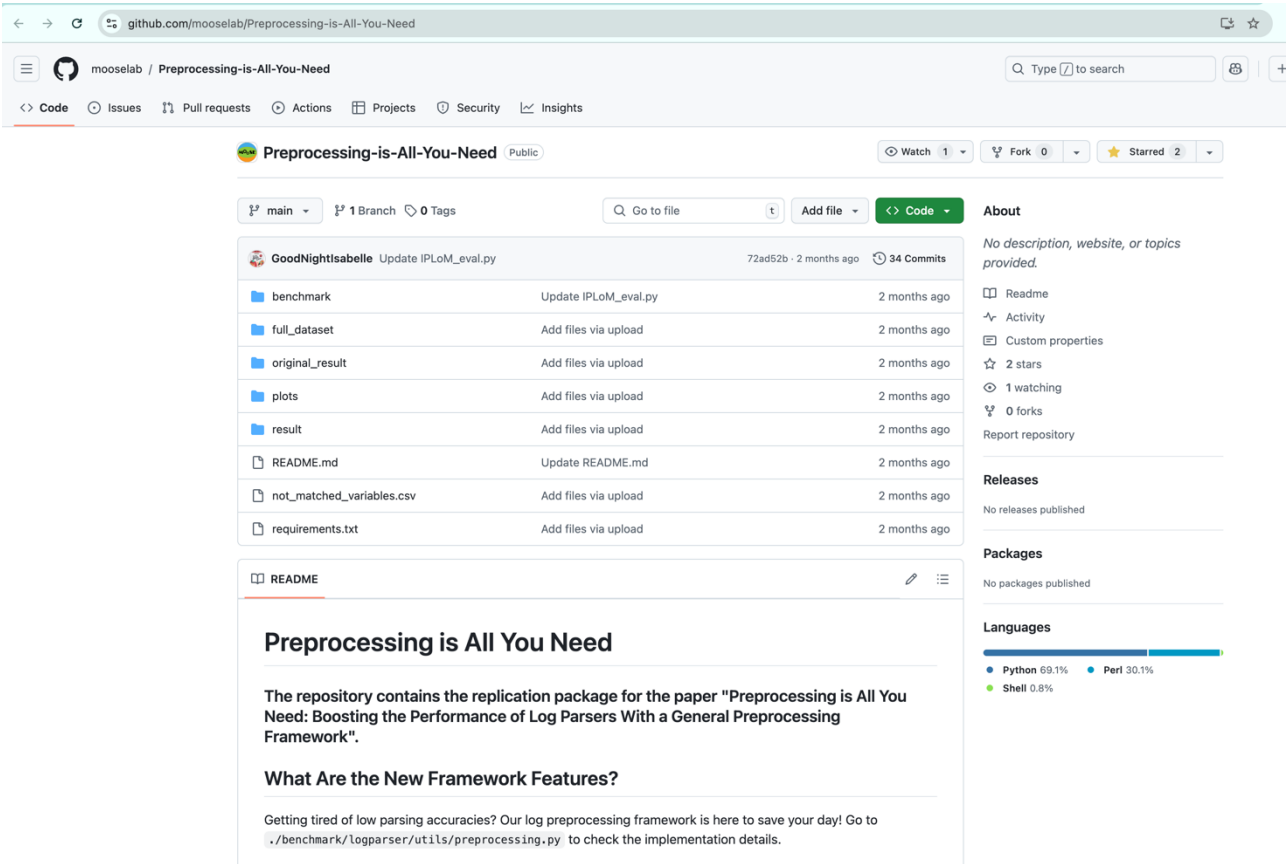 github.com/mooselab/Preprocessing-is-All-You-Need
mooselab / Preprocessing-is-All-You-Need
Type / to search
Code Issues Pull requests Actions Projects Security Insights
Preprocessing-is-All-You-Need Public
Watch 1 Fork 0 Starred 2
main 1 Branch 0 Tags Go to file t Add file Code
GoodNightIsabelle Update IPLoM_eval.py 72ad52b · 2 months ago 34 Commits
benchmark Update IPLoM_eval.py 2 months ago
full_dataset Add files via upload 2 months ago
original_result Add files via upload 2 months ago
plots Add files via upload 2 months ago
result Add files via upload 2 months ago
README.md Update README.md 2 months ago
not_matched_variables.csv Add files via upload 2 months ago
requirements.txt Add files via upload 2 months ago
README
Preprocessing is All You Need
The repository contains the replication package for the paper "Preprocessing is All You
Need: Boosting the Performance of Log Parsers With a General Preprocessing
Framework".
What Are the New Framework Features?
Getting tired of low parsing accuracies? Our log preprocessing framework is here to save your day! Go to
./benchmark/logparser/utils/preprocessing.py to check the implementation details.
About
No description, website, or topics
provided.
Readme
Activity
Custom properties
2 stars
1 watching
0 forks
Report repository
Releases
No releases published
Packages
No packages published
Languages
Python 69.1% Perl 30.1%
Shell 0.8%